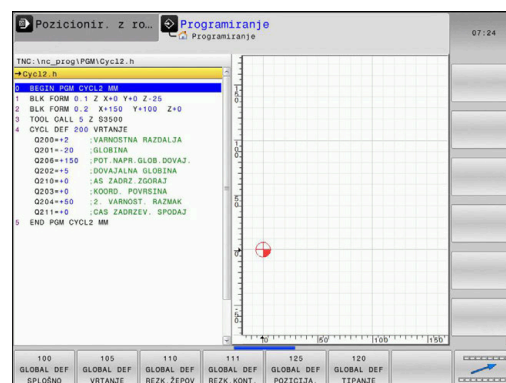 Pozicionir. z ro…
Programiranje
Programiranje
07:24
TNC:\nc_prog\PGM\Cycl2.h
→Cycl2.h
0 BEGIN PGM CYCL2 MM
1 BLK FORM 0.1 Z X+0 Y+0 Z-25
2 BLK FORM 0.2 X+150 Y+100 Z+0
3 TOOL CALL 5 Z S3500
4 CYCL DEF 200 VRTANJE
Q200=+2 ;VARNOSTNA RAZDALJA
Q201=-20 ;GLOBINA
Q206=+150 ;POT.NAPR.GLOB.DOVAJ.
Q202=+5 ;DOVAJALNA GLOBINA
Q210=+0 ;AS ZADRZ.ZGORAJ
Q203=+0 ;KOORD. POVRSINA
Q204=+50 ;2. VARNOST. RAZMAK
Q211=+0 ;CAS ZADRZEV. SPODAJ
5 END PGM CYCL2 MM
0 50 100 150
100 GLOBAL DEF SPLOŠNO
105 GLOBAL DEF VRTANJE
110 GLOBAL DEF REZK.ŽEPOV
111 GLOBAL DEF REZK.KONT.
125 GLOBAL DEF POZICIJA.
120 GLOBAL DEF TIPANJE